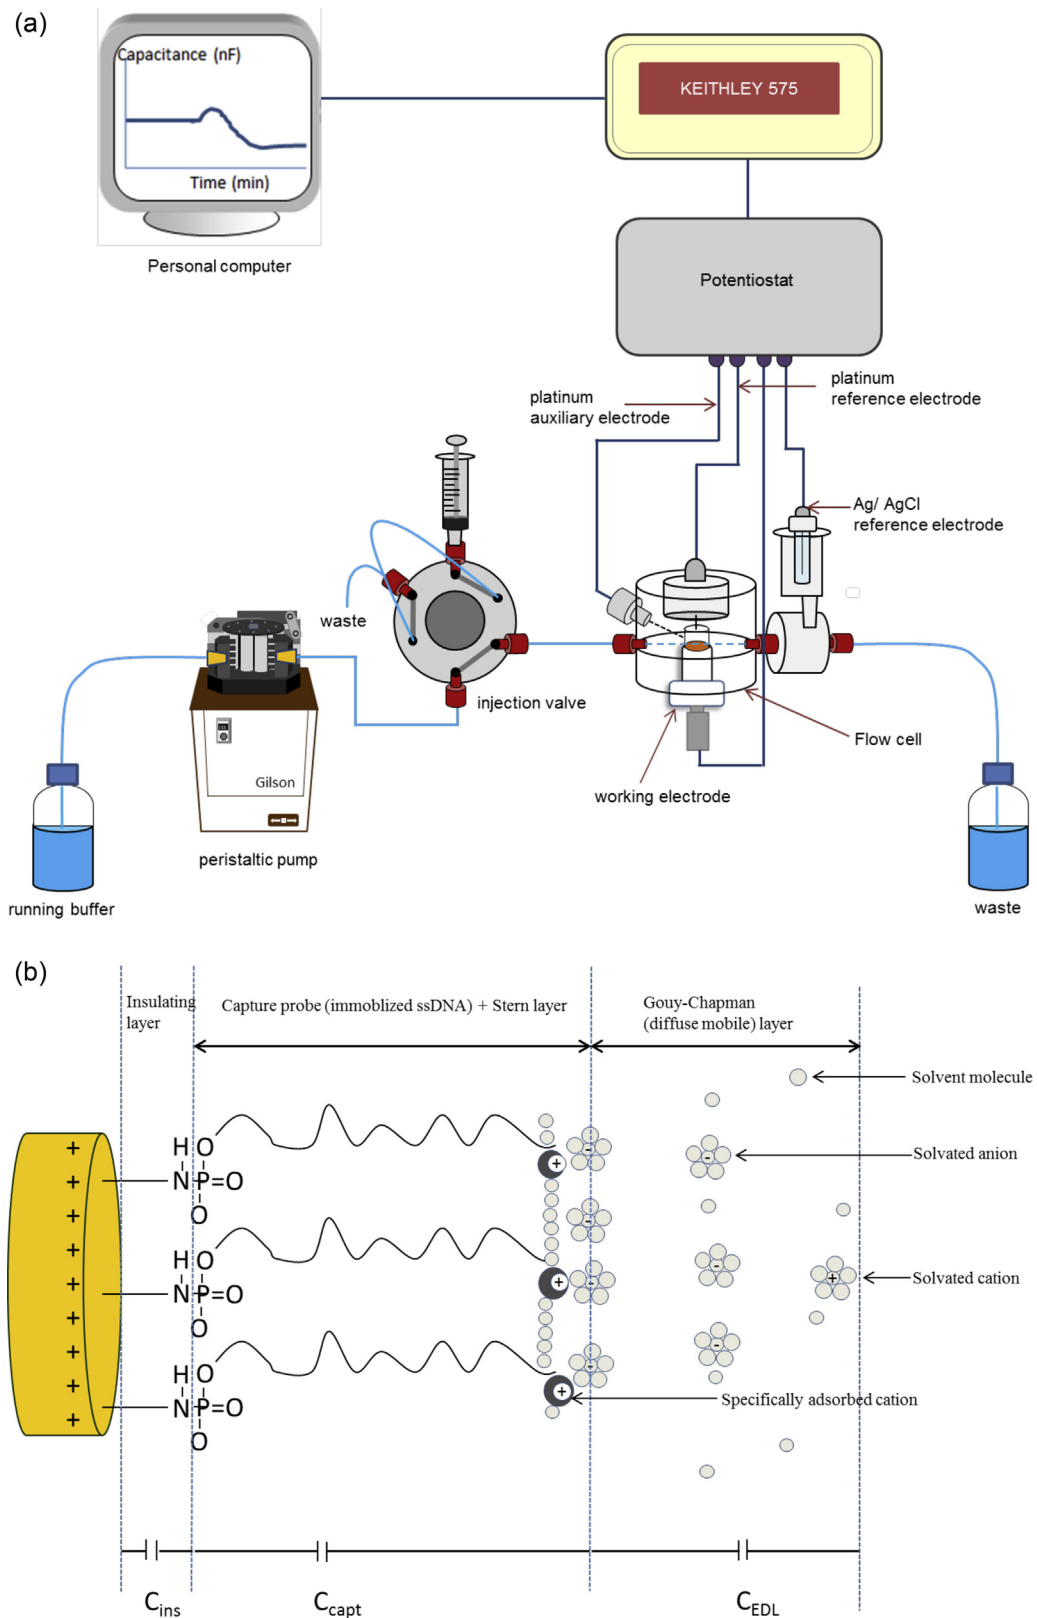 (a)
Capacitance (nF)
Time (min)
Personal computer
KEITHLEY 575
Potentiostat
platinum
auxiliary electrode
platinum
reference electrode
Ag/ AgCl
reference electrode
waste
injection valve
Flow cell
working electrode
Gilson
peristaltic pump
running buffer
waste
(b)
Insulating
layer
Capture probe (immoblized ssDNA) + Stern layer
Gouy-Chapman
(diffuse mobile) layer
Solvent molecule
Solvated anion
Solvated cation
Specifically adsorbed cation
+
+
+
+
+
+
+
+
+
H O
N P=O
O
H O
N P=O
O
H O
N P=O
O
+
+
+
-
-
-
-
-
-
-
+
Cins
Ccapt
CEDL